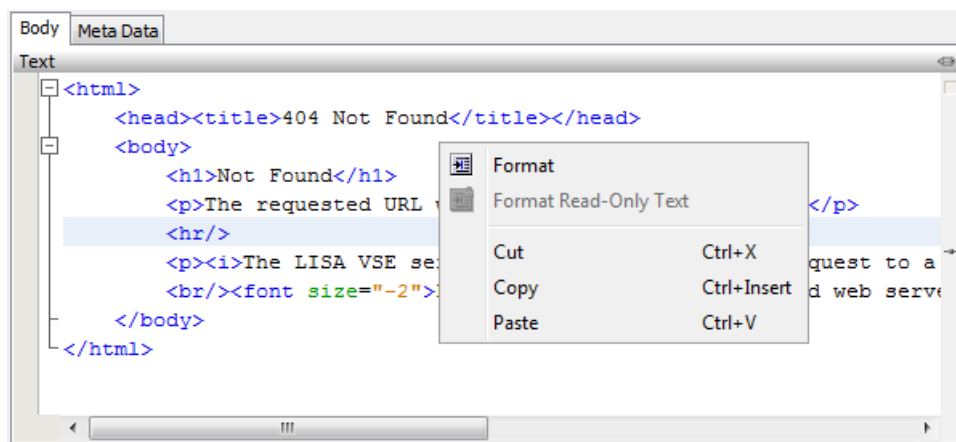 Body Meta Data
Text
<html>
<head><title>404 Not Found</title></head>
<body>
<h1>Not Found</h1>
Format
<p>The requested URL </p>
Format Read-Only Text
<hr/>
Cut Ctrl+X
<p><i>The LISA VSE quest to a
Copy Ctrl+Insert
<br/><font size="-2"> web
Paste Ctrl+V
</body>
</html>